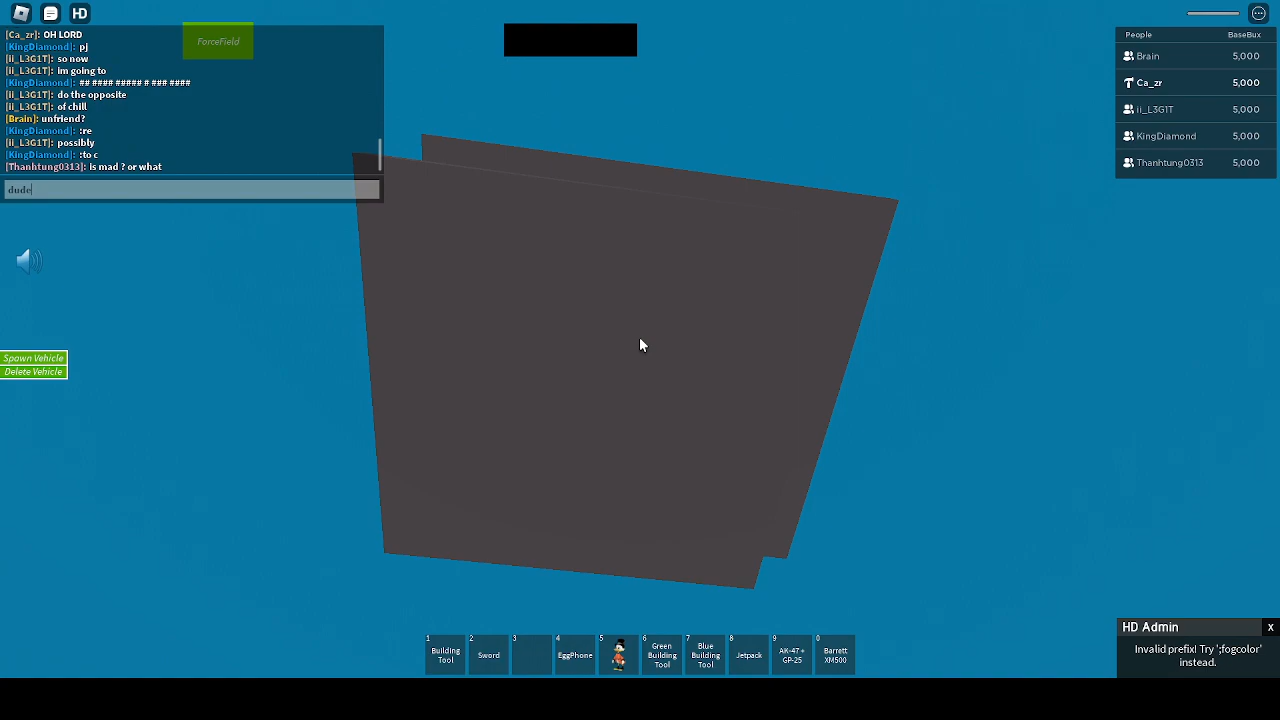 HD
[Ca_zr]: OH LORD
[KingDiamond]: pj
[ii_L3G1T]: so now
[ii_L3G1T]: im going to
[KingDiamond]: ## #### ##### # ### ####
[ii_L3G1T]: do the opposite
[ii_L3G1T]: of chill
[Brain]: unfriend?
[KingDiamond]: :re
[ii_L3G1T]: possibly
[KingDiamond]: :to c
[Thanhtung0313]: is mad ? or what
dude
ForceField
People BaseBux
Brain 5,000
Ca_zr 5,000
ii_L3G1T 5,000
KingDiamond 5,000
Thanhtung0313 5,000
Spawn Vehicle
Delete Vehicle
1 Building Tool
2 Sword
3
4 EggPhone
5
6 Green Building Tool
7 Blue Building Tool
8 Jetpack
9 AK-47 + GP-25
0 Barrett XM500
HD Admin X
Invalid prefix! Try ';fogcolor'
instead.